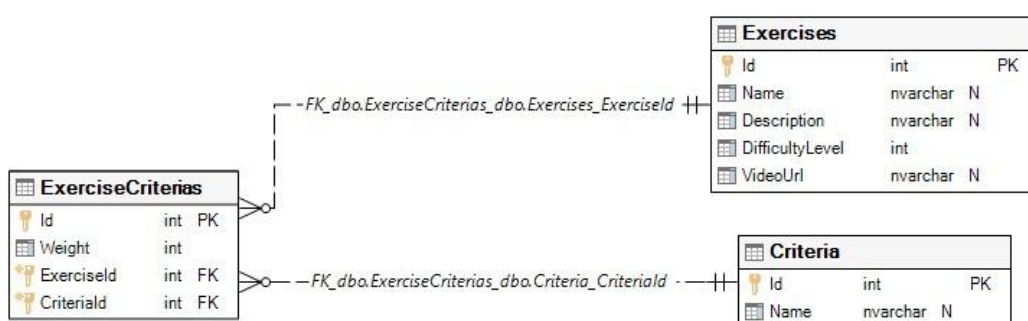 Exercises
Id int PK
Name nvarchar N
Description nvarchar N
DifficultyLevel int
VideoUrl nvarchar N
FK_dbo.ExerciseCriterias_dbo.Exercises_ExerciseId
ExerciseCriterias
Id int PK
Weight int
ExerciseId int FK
CriteriaId int FK
FK_dbo.ExerciseCriterias_dbo.Criteria_CriteriaId
Criteria
Id int PK
Name nvarchar N